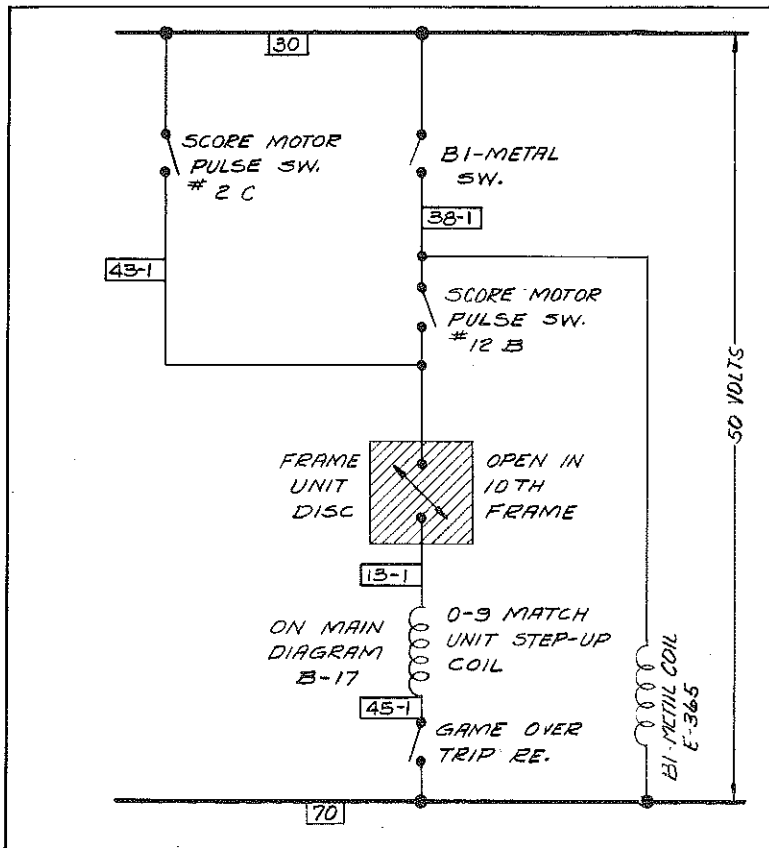 30
SCORE MOTOR
PULSE SW.
# 2 C
BI-METAL
SW.
38-1
43-1
SCORE MOTOR
PULSE SW.
# 12 B
50 VOLTS
FRAME
UNIT
DISC
OPEN IN
10TH
FRAME
13-1
ON MAIN
DIAGRAM
B-17
0-9 MATCH
UNIT STEP-UP
COIL
45-1
GAME OVER
TRIP RE.
BI-METAL COIL
E-365
70